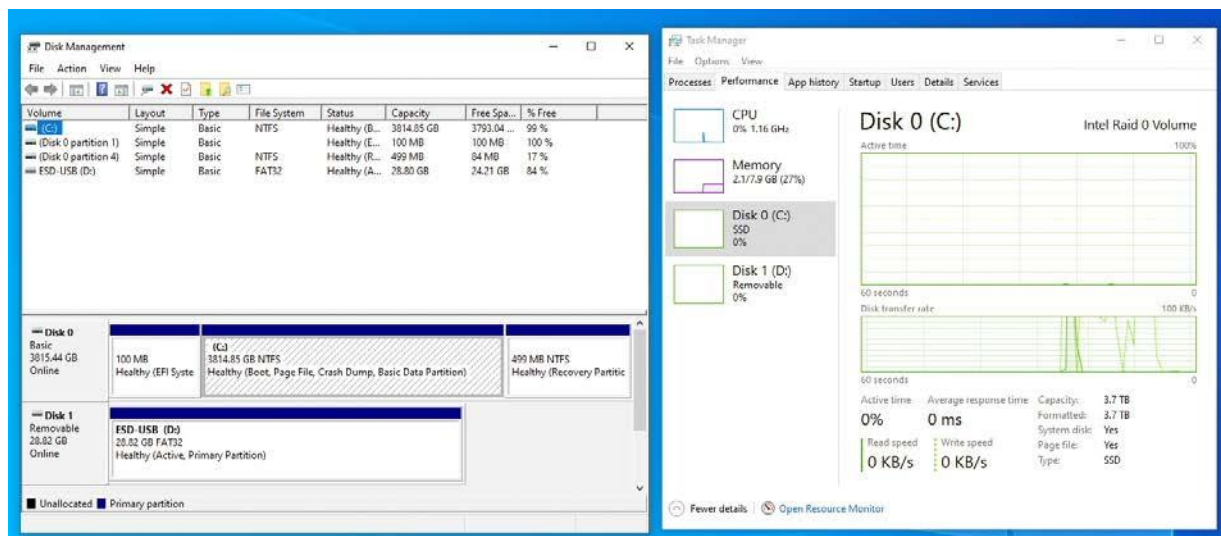 Disk Management
File Action View Help
Volume Layout Type File System Status Capacity Free Spa... % Free
(C:) Simple Basic NTFS Healthy (B... 3814.85 GB 3793.04 ... 99 %
(Disk 0 partition 1) Simple Basic Healthy (E... 100 MB 100 MB 100 %
(Disk 0 partition 4) Simple Basic NTFS Healthy (R... 499 MB 84 MB 17 %
ESD-USB (D:) Simple Basic FAT32 Healthy (A... 28.80 GB 24.21 GB 84 %
Disk 0
Basic
3815.44 GB
Online
100 MB
Healthy (EFI Syste
(C:)
3814.85 GB NTFS
Healthy (Boot, Page File, Crash Dump, Basic Data Partition)
499 MB NTFS
Healthy (Recovery Partitic
Disk 1
Removable
28.82 GB
Online
ESD-USB (D:)
28.82 GB FAT32
Healthy (Active, Primary Partition)
Unallocated Primary partition
Task Manager
File Options View
Processes Performance App history Startup Users Details Services
CPU
0% 1.16 GHz
Memory
2.1/7.9 GB (27%)
Disk 0 (C:)
SSD
0%
Disk 1 (D:)
Removable
0%
Disk 0 (C:) Intel Raid 0 Volume
Active time 100%
60 seconds 0
Disk transfer rate 100 KB/s
60 seconds 0
Active time Average response time
0% 0 ms
Read speed Write speed
0 KB/s 0 KB/s
Capacity: 3.7 TB
Formatted: 3.7 TB
System disk: Yes
Page file: Yes
Type: SSD
Fewer details Open Resource Monitor